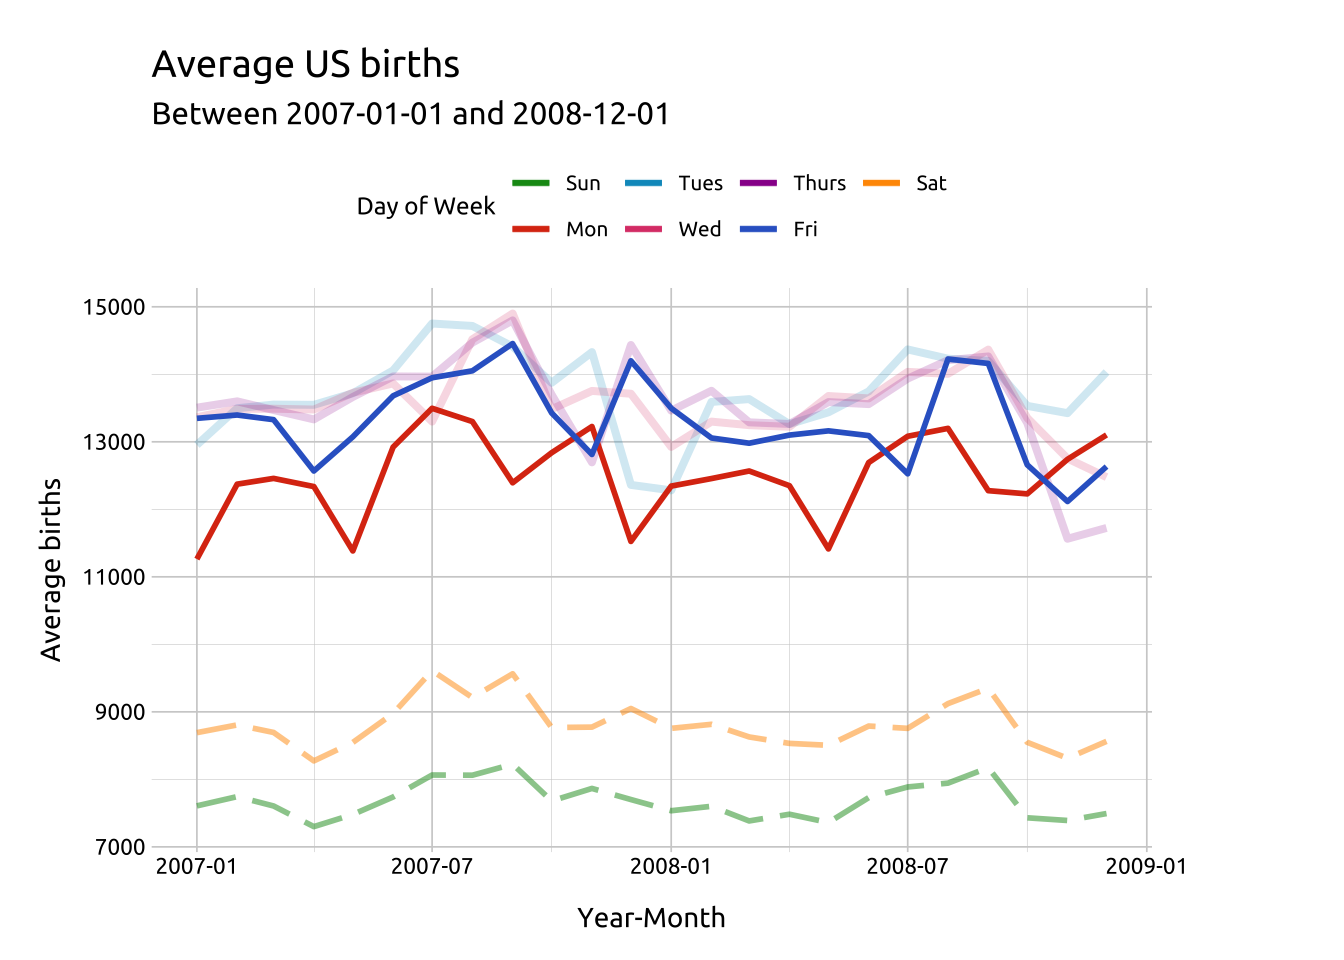 Average US births
Between 2007-01-01 and 2008-12-01
Day of Week
Sun Tues Thurs Sat
Mon Wed Fri
15000
13000
11000
9000
7000
Average births
2007-01 2007-07 2008-01 2008-07 2009-01
Year-Month